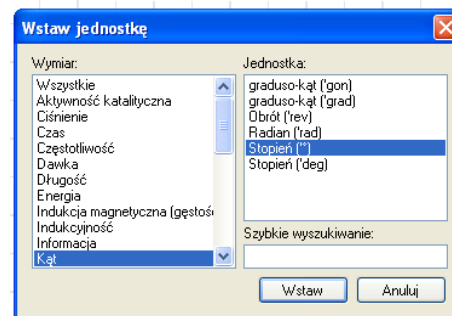 Wstaw jednostkę
Wymiar:
Wszystkie
Aktywność katalityczna
Ciśnienie
Czas
Częstotliwość
Dawka
Długość
Energia
Indukcja magnetyczna (gęstoś
Indukcyjność
Informacja
Kąt
Jednostka:
graduso-kąt ('gon)
graduso-kąt ('grad)
Obrót ('rev)
Radian ('rad)
Stopień ('°)
Stopień ('deg)
Szybkie wyszukiwanie:
Wstaw
Anuluj